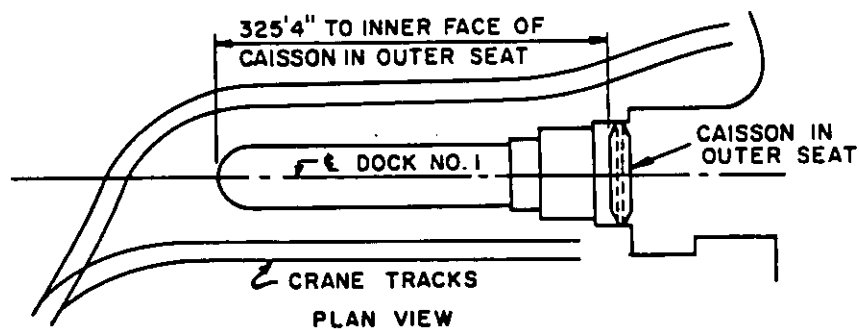 325'4" TO INNER FACE OF
CAISSON IN OUTER SEAT
CAISSON IN
OUTER SEAT
℄ DOCK NO. 1
CRANE TRACKS
PLAN VIEW